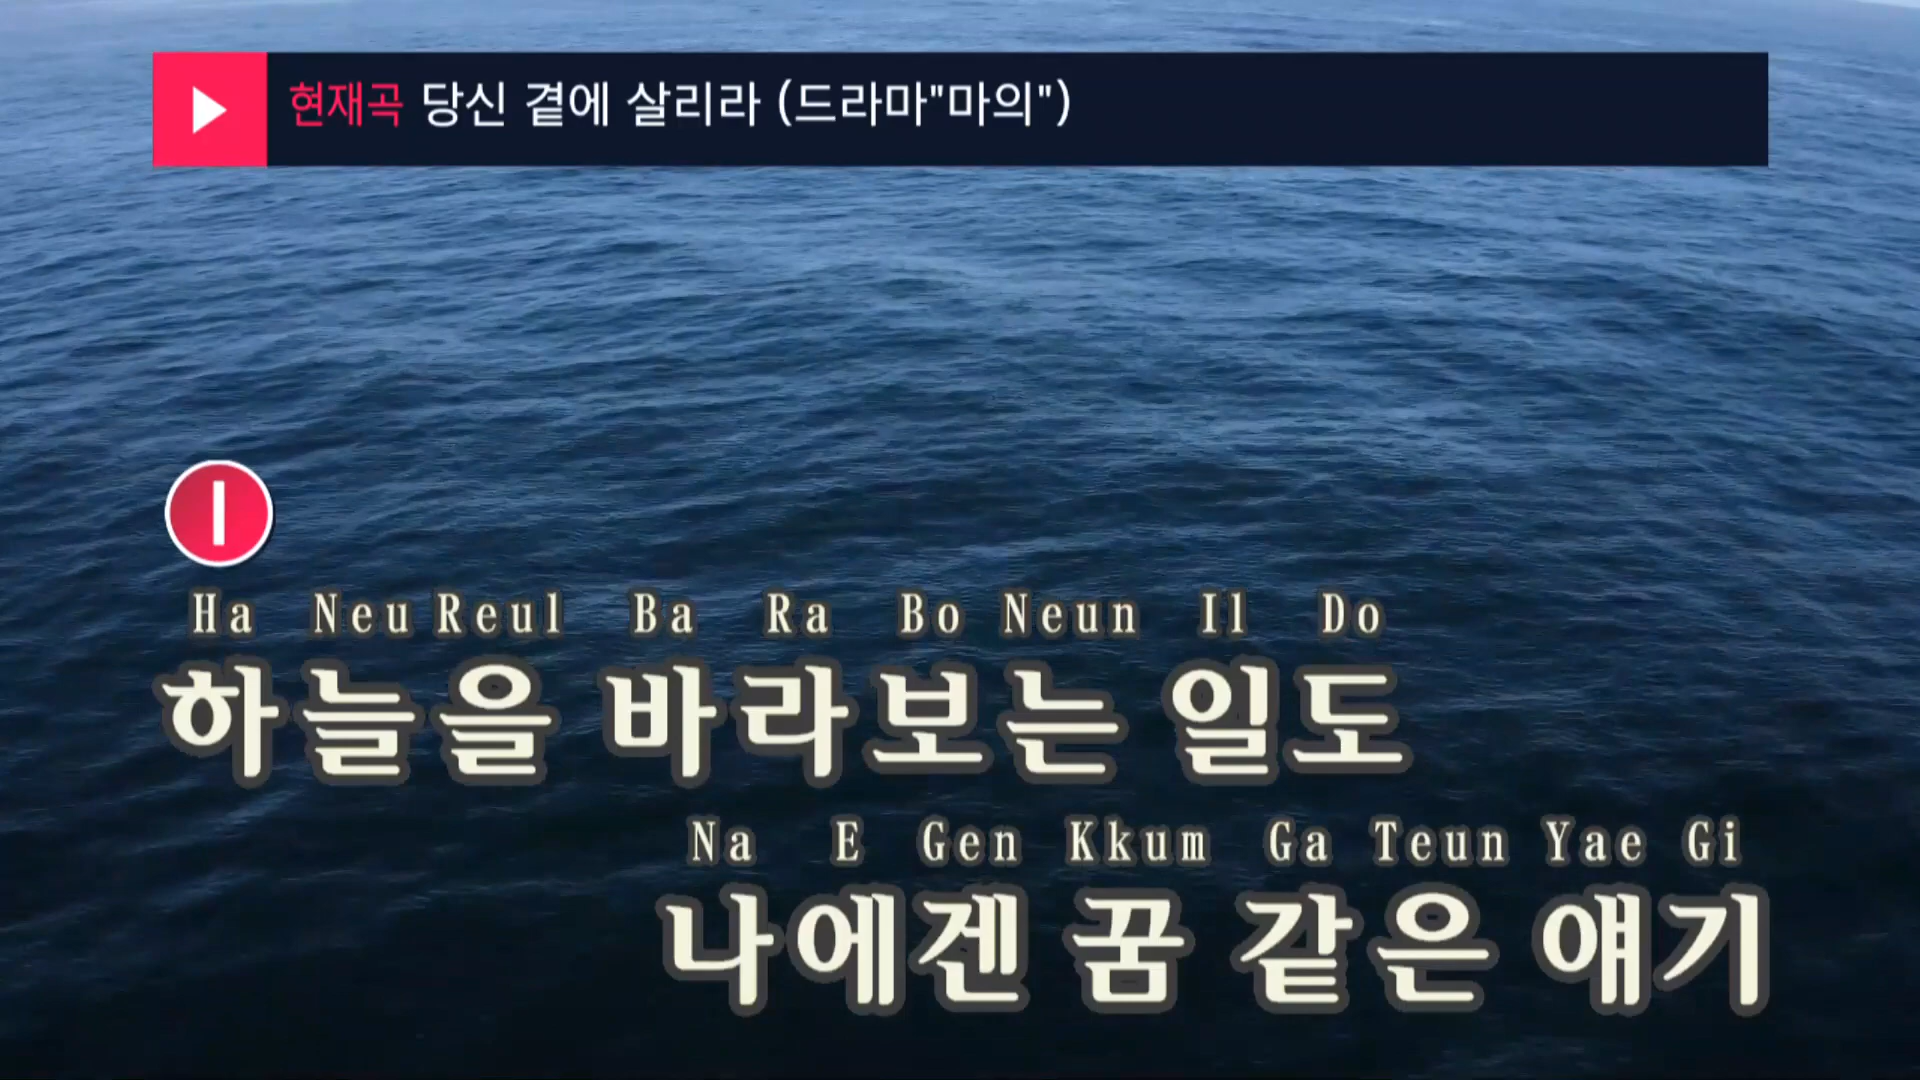 현재곡 당신 곁에 살리라 (드라마"마의")
1
Ha Neu Reul Ba Ra Bo Neun Il Do
하늘을 바라보는 일도
Na E Gen Kkum Ga Teun Yae Gi
나에겐 꿈 같은 얘기